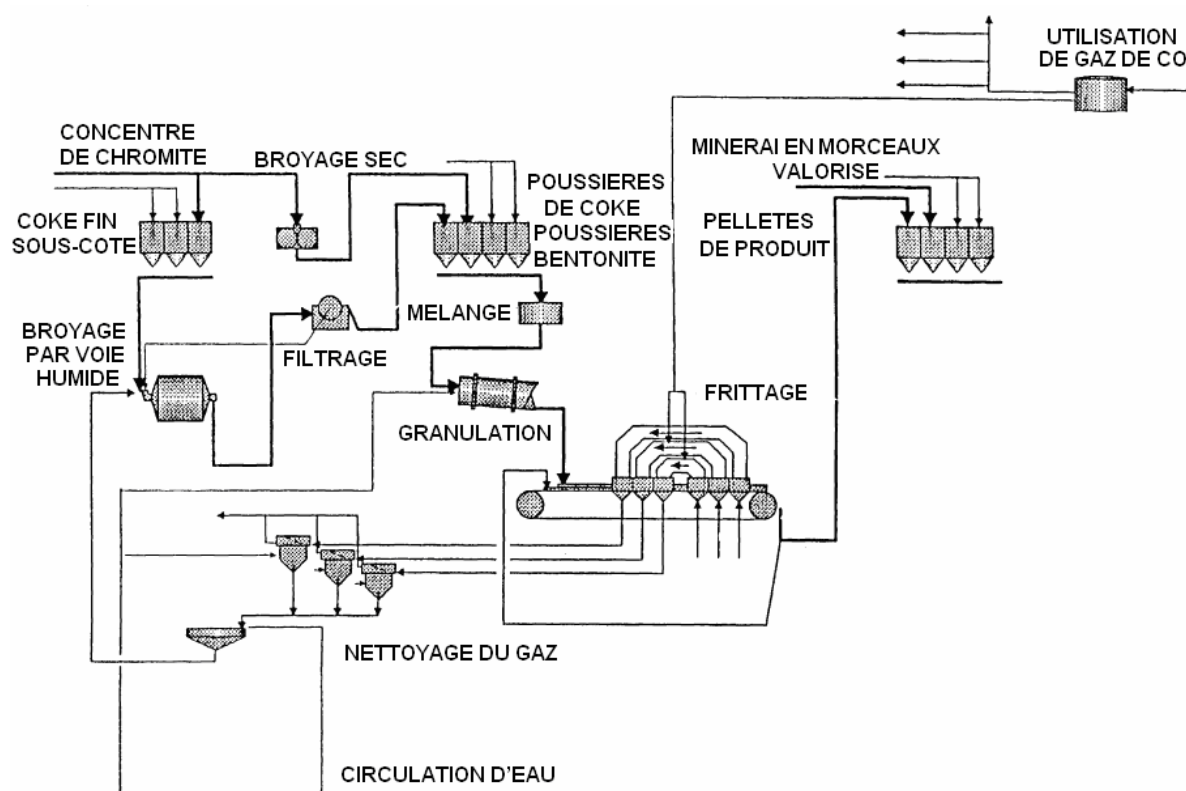 UTILISATION
DE GAZ DE CO
CONCENTRE
DE CHROMITE
BROYAGE SEC
MINERAI EN MORCEAUX
VALORISE
POUSSIERES
DE COKE
POUSSIERES
BENTONITE
COKE FIN
SOUS-COTE
PELLETES
DE PRODUIT
MELANGE
BROYAGE
PAR VOIE
HUMIDE
FILTRAGE
FRITTAGE
GRANULATION
NETTOYAGE DU GAZ
CIRCULATION D'EAU